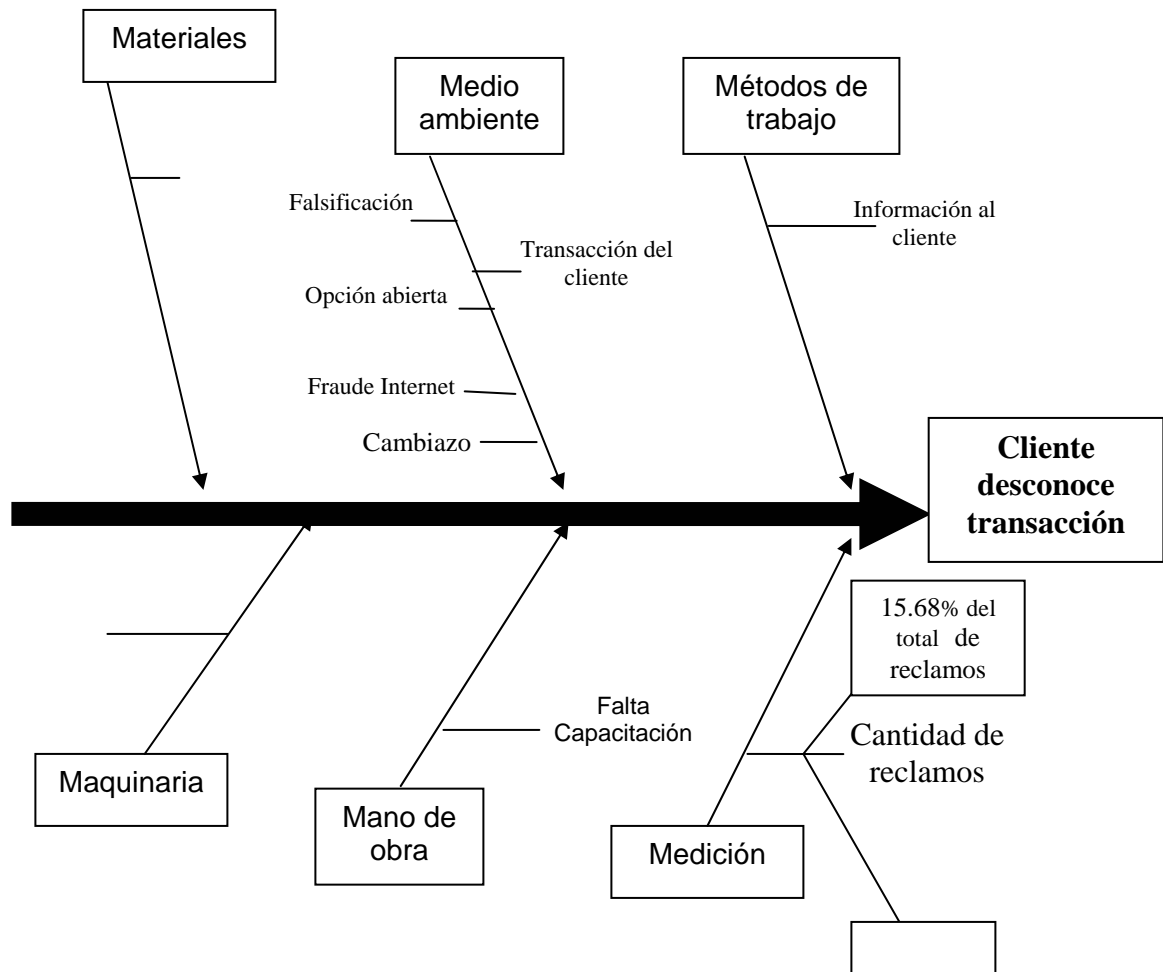 Materiales
Medio
ambiente
Métodos de
trabajo
Falsificación
Información al
cliente
Transacción del
cliente
Opción abierta
Fraude Internet
Cambiazo
Cliente
desconoce
transacción
15.68% del
total de
reclamos
Falta
Capacitación
Cantidad de
reclamos
Maquinaria
Mano de
obra
Medición